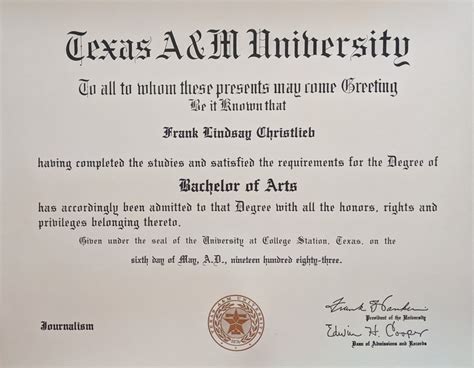 Texas A&M University
To all to whom these presents may come Greeting
Be it Known that
Frank Lindsay Christlieb
having completed the studies and satisfied the requirements for the Degree of
Bachelor of Arts
has accordingly been admitted to that Degree with all the honors, rights and
privileges belonging thereto.
Given under the seal of the University at College Station, Texas, on the
sixth day of May, A.D., nineteen hundred eighty-three.
Journalism
President of the University
Edwin H. Cooper
Dean of Admissions and Records